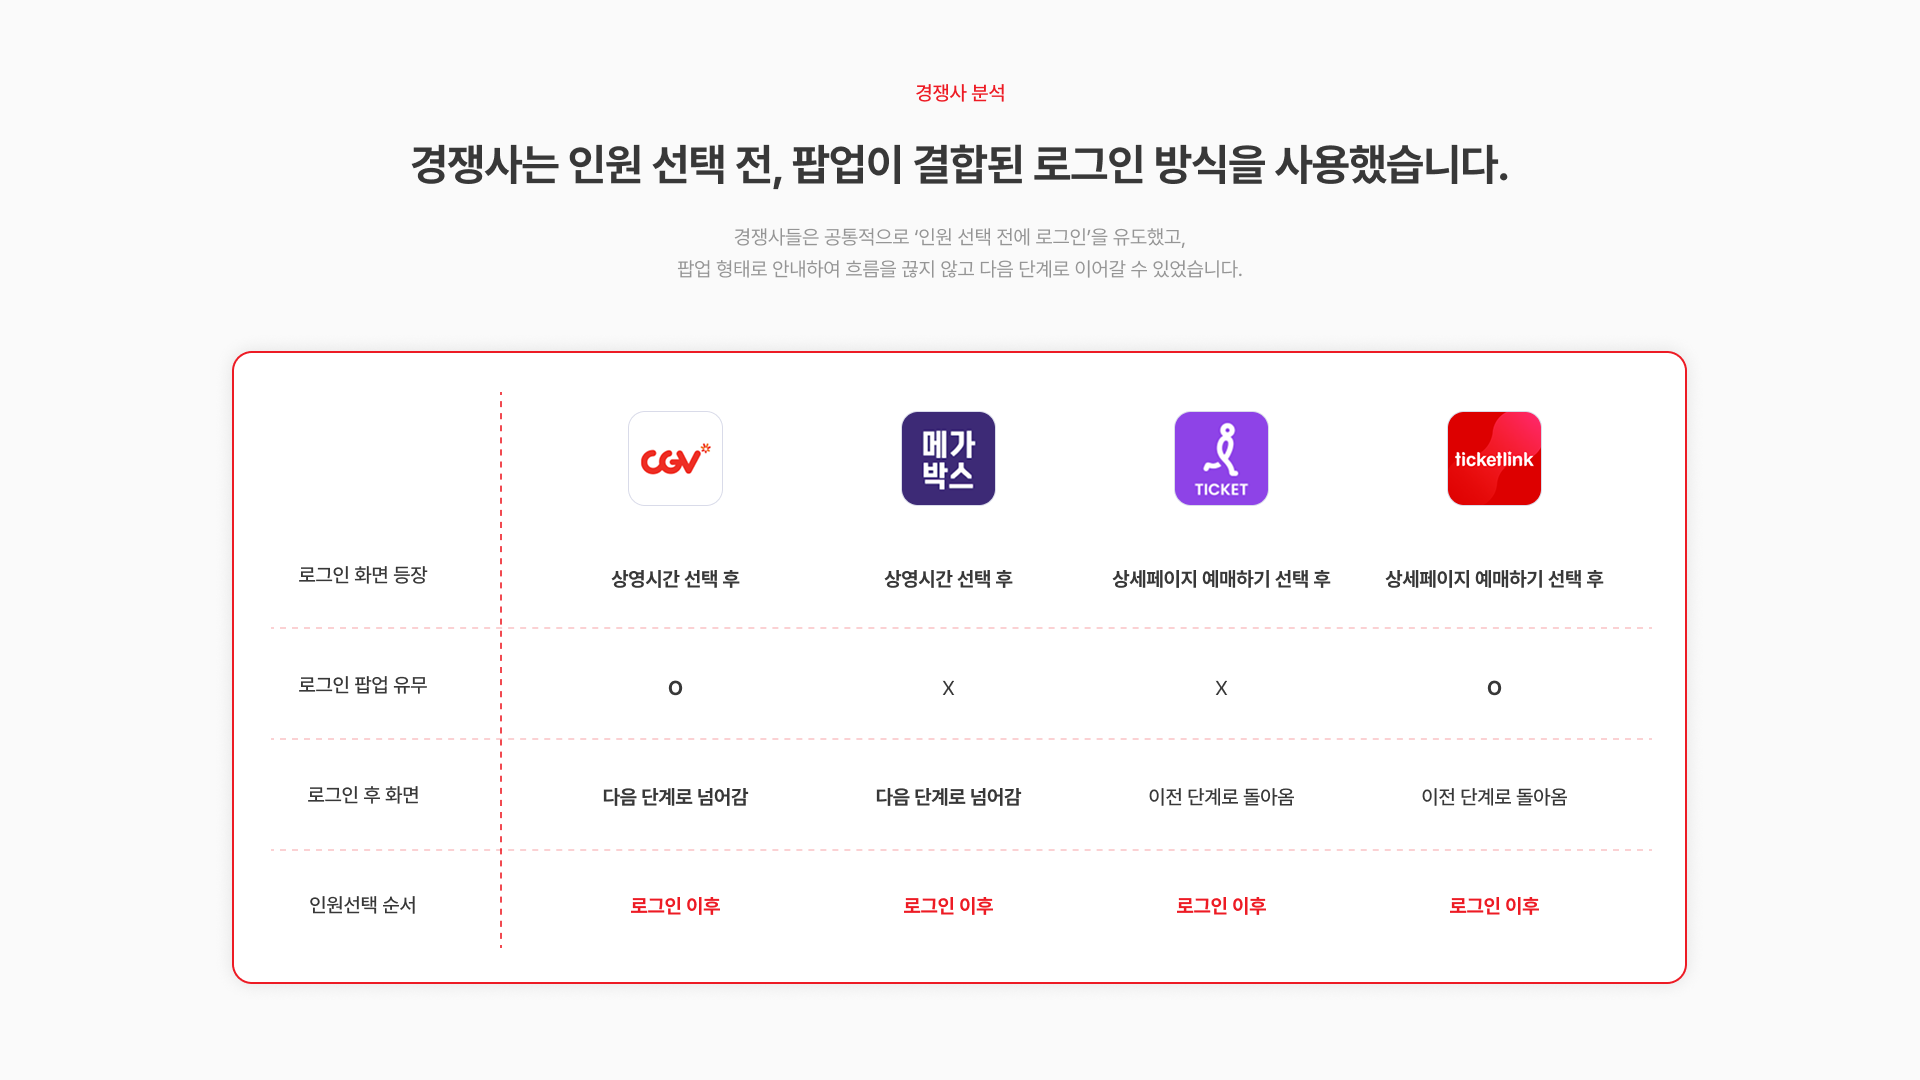 경쟁사 분석
경쟁사는 인원 선택 전, 팝업이 결합된 로그인 방식을 사용했습니다.
경쟁사들은 공통적으로 ‘인원 선택 전에 로그인’을 유도했고,
팝업 형태로 안내하여 흐름을 끊지 않고 다음 단계로 이어갈 수 있었습니다.
CGV
메가
박스
TICKET
ticketlink
로그인 화면 등장
상영시간 선택 후
상영시간 선택 후
상세페이지 예매하기 선택 후
상세페이지 예매하기 선택 후
로그인 팝업 유무
O
X
X
O
로그인 후 화면
다음 단계로 넘어감
다음 단계로 넘어감
이전 단계로 돌아옴
이전 단계로 돌아옴
인원선택 순서
로그인 이후
로그인 이후
로그인 이후
로그인 이후